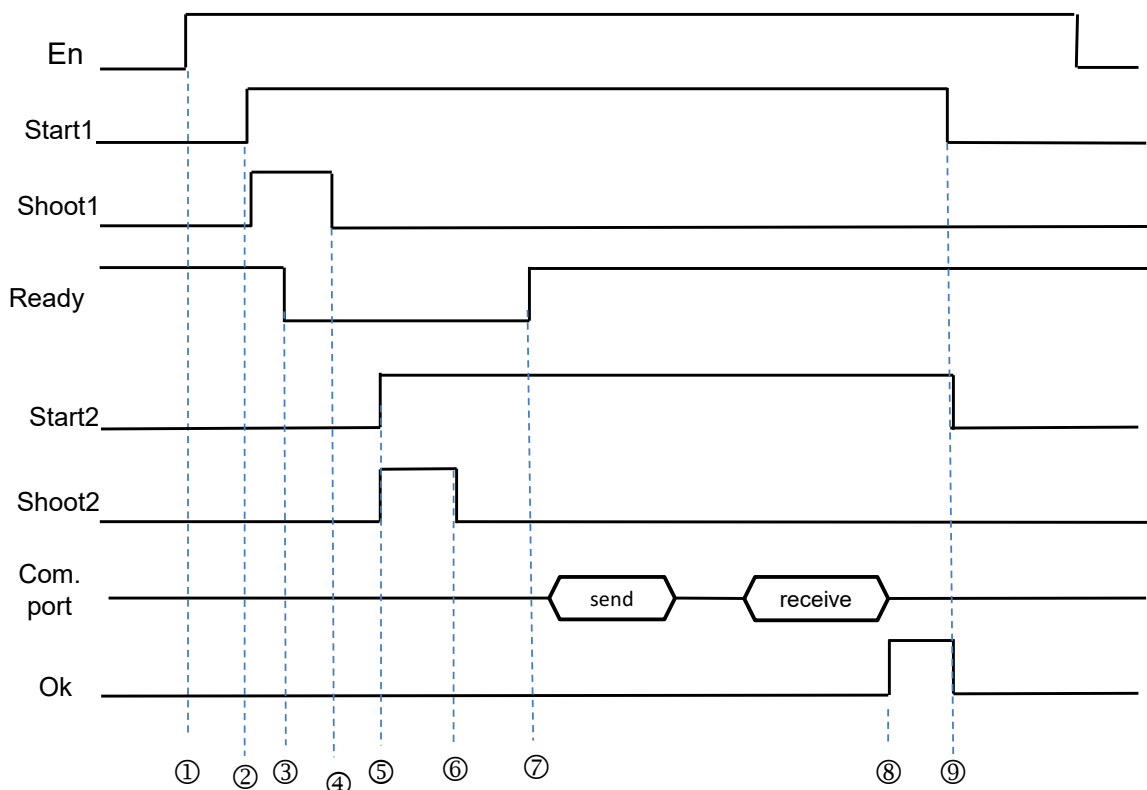 En
Start1
Shoot1
Ready
Start2
Shoot2
Com.
port
send
receive
Ok
① ② ③ ④ ⑤ ⑥ ⑦ ⑧ ⑨